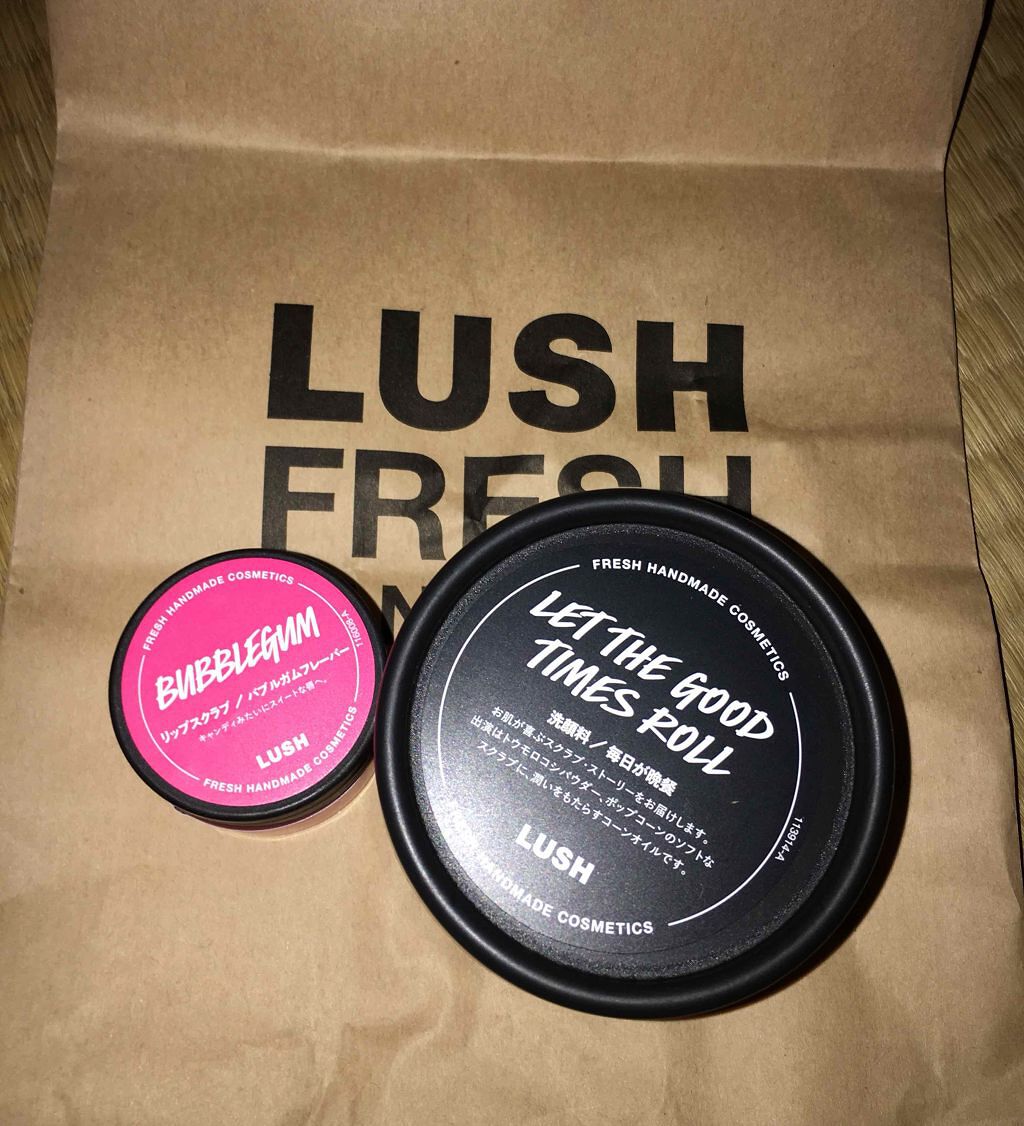 LUSH
FRESH
FRESH HANDMADE COSMETICS
BUBBLEGUM
リップスクラブ / バブルガムフレーバー
キャンディみたいにスイートな唇へ。
LUSH
FRESH HANDMADE COSMETICS
116008-A
FRESH HANDMADE COSMETICS
LET THE GOOD
TIMES ROLL
洗顔料 / 毎日が晩餐
お肌が喜ぶスクラブ・ストーリーをお届けします。
出演はトウモロコシパウダー、ポップコーンのソフトな
スクラブに、潤いをもたらすコーンオイルです。
LUSH
HANDMADE COSMETICS
113914-A